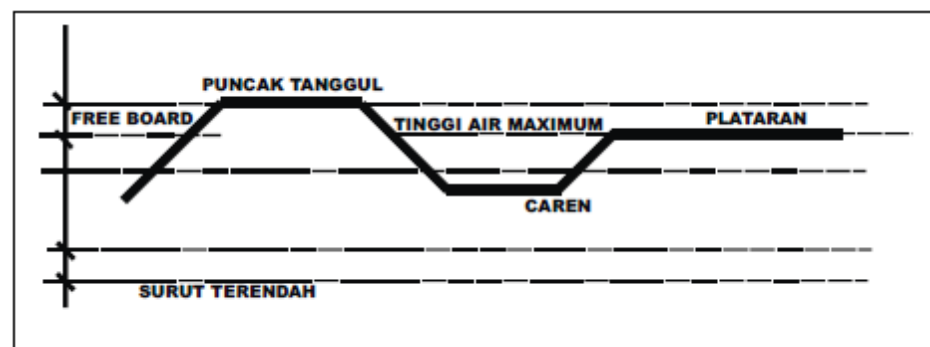 PUNCAK TANGGUL
FREE BOARD
TINGGI AIR MAXIMUM
PLATARAN
CAREN
SURUT TERENDAH